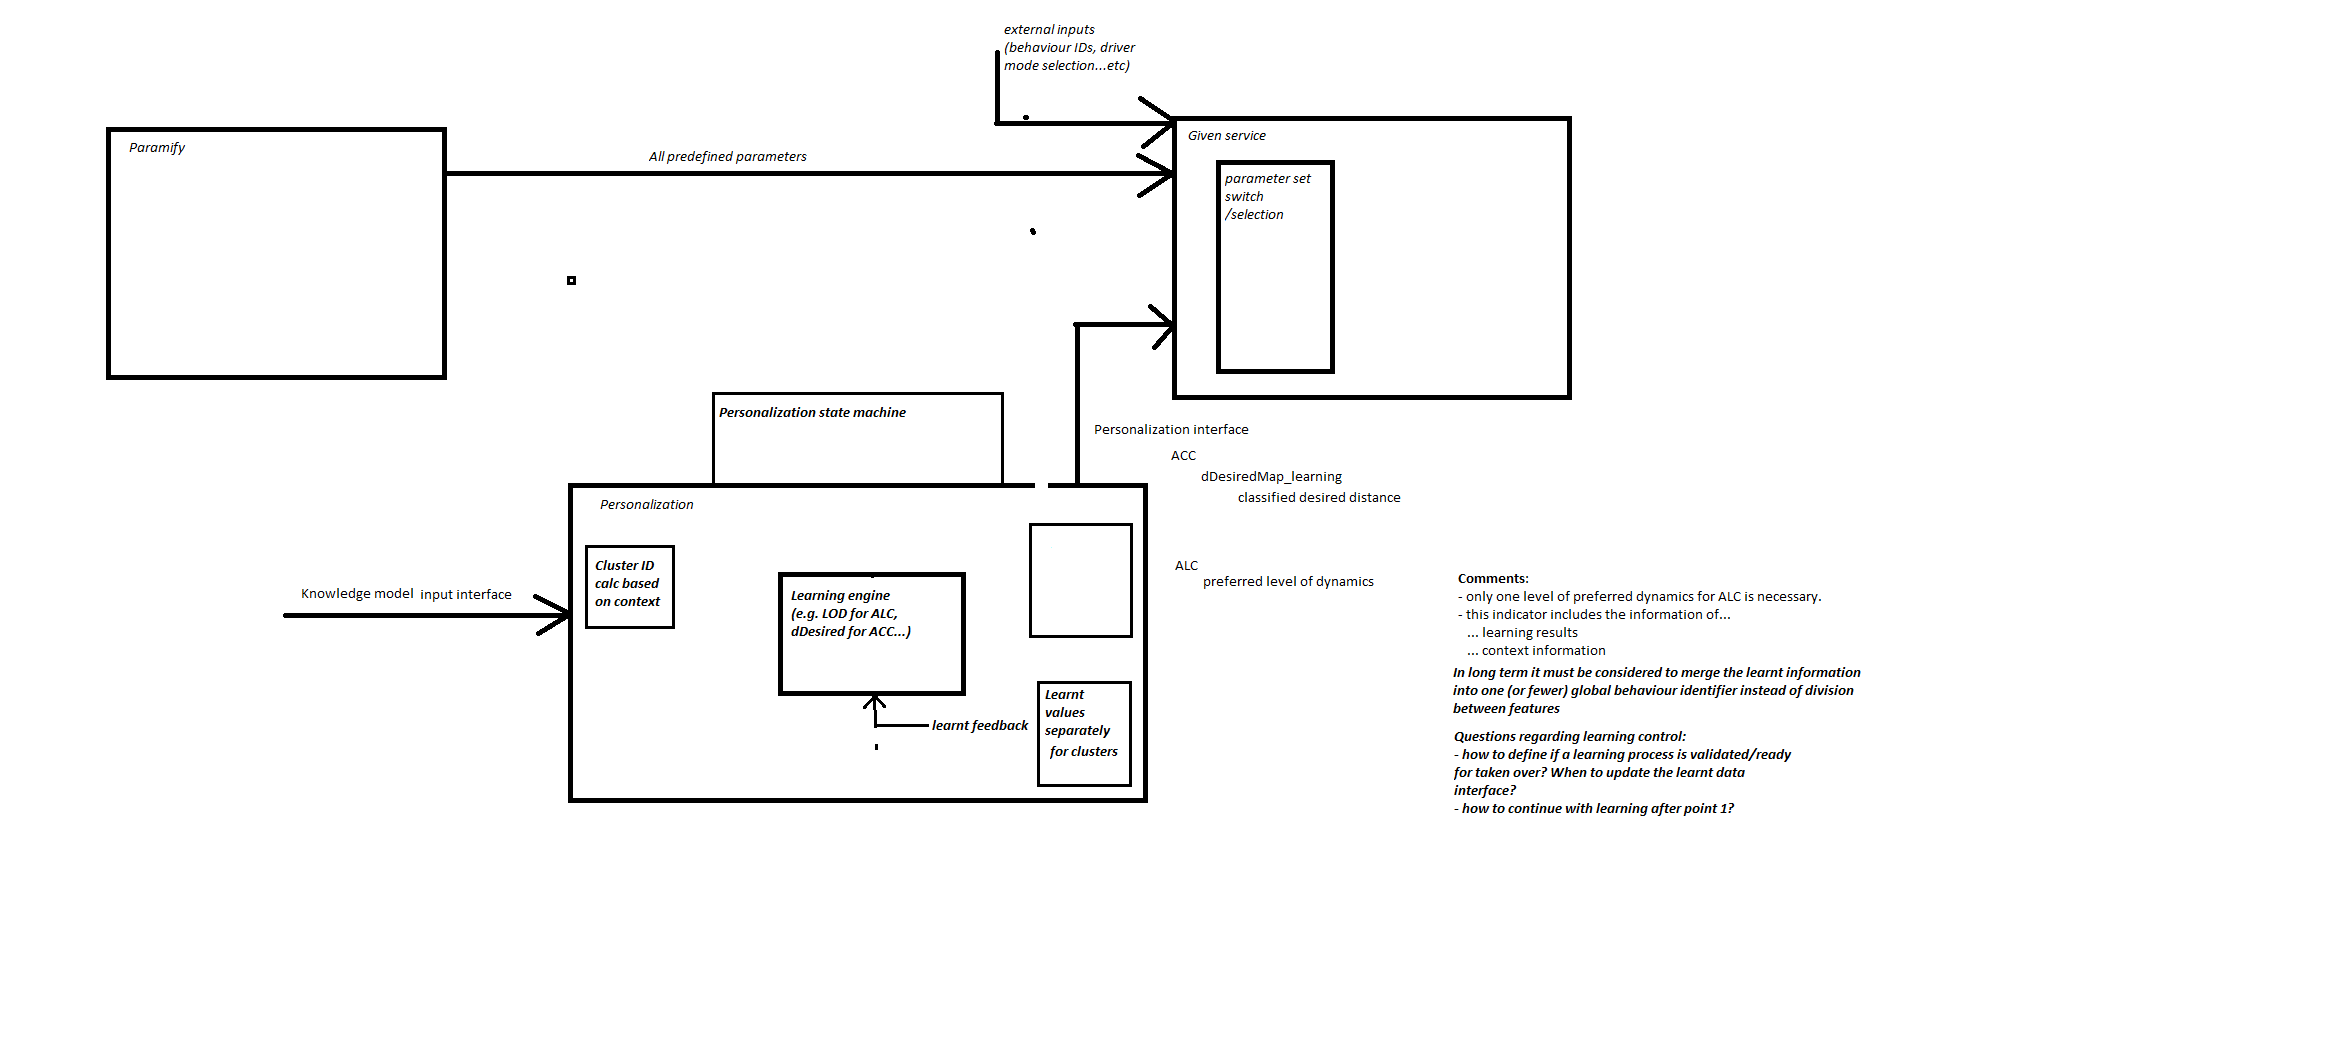 external inputs
(behaviour IDs, driver
mode selection...etc)
Paramify
All predefined parameters
Given service
parameter set
switch
/selection
Personalization state machine
Personalization interface
ACC
dDesiredMap_learning
classified desired distance
Personalization
Cluster ID
calc based
on context
Knowledge model input interface
Learning engine
(e.g. LOD for ALC,
dDesired for ACC...)
learnt feedback
Learnt
values
separately
for clusters
ALC
preferred level of dynamics
Comments:
- only one level of preferred dynamics for ALC is necessary.
- this indicator includes the information of...
... learning results
... context information
In long term it must be considered to merge the learnt information
into one (or fewer) global behaviour identifier instead of division
between features
Questions regarding learning control:
- how to define if a learning process is validated/ready
for taken over? When to update the learnt data
interface?
- how to continue with learning after point 1?